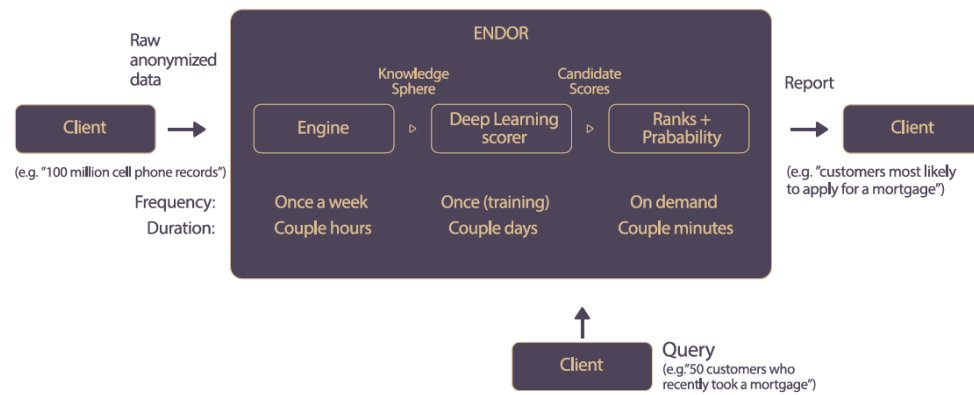 ENDOR
Raw
anonymized
data
Knowledge
Sphere
Candidate
Scores
Report
Client
Engine
Deep Learning
scorer
Ranks +
Prabability
Client
(e.g. "100 million cell phone records")
(e.g. "customers most likely
to apply for a mortgage")
Frequency:
Once a week
Once (training)
On demand
Duration:
Couple hours
Couple days
Couple minutes
Client
Query
(e.g."50 customers who
recently took a mortgage")